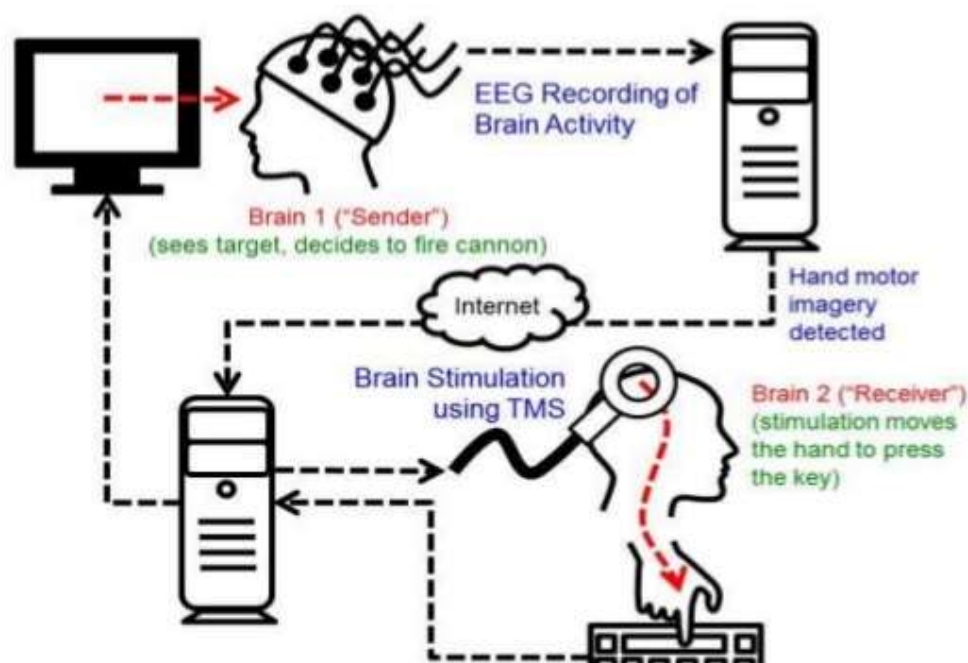 EEG Recording of
Brain Activity
Brain 1 (“Sender”)
(sees target, decides to fire cannon)
Internet
Hand motor
imagery
detected
Brain Stimulation
using TMS
Brain 2 (“Receiver”)
(stimulation moves
the hand to press
the key)